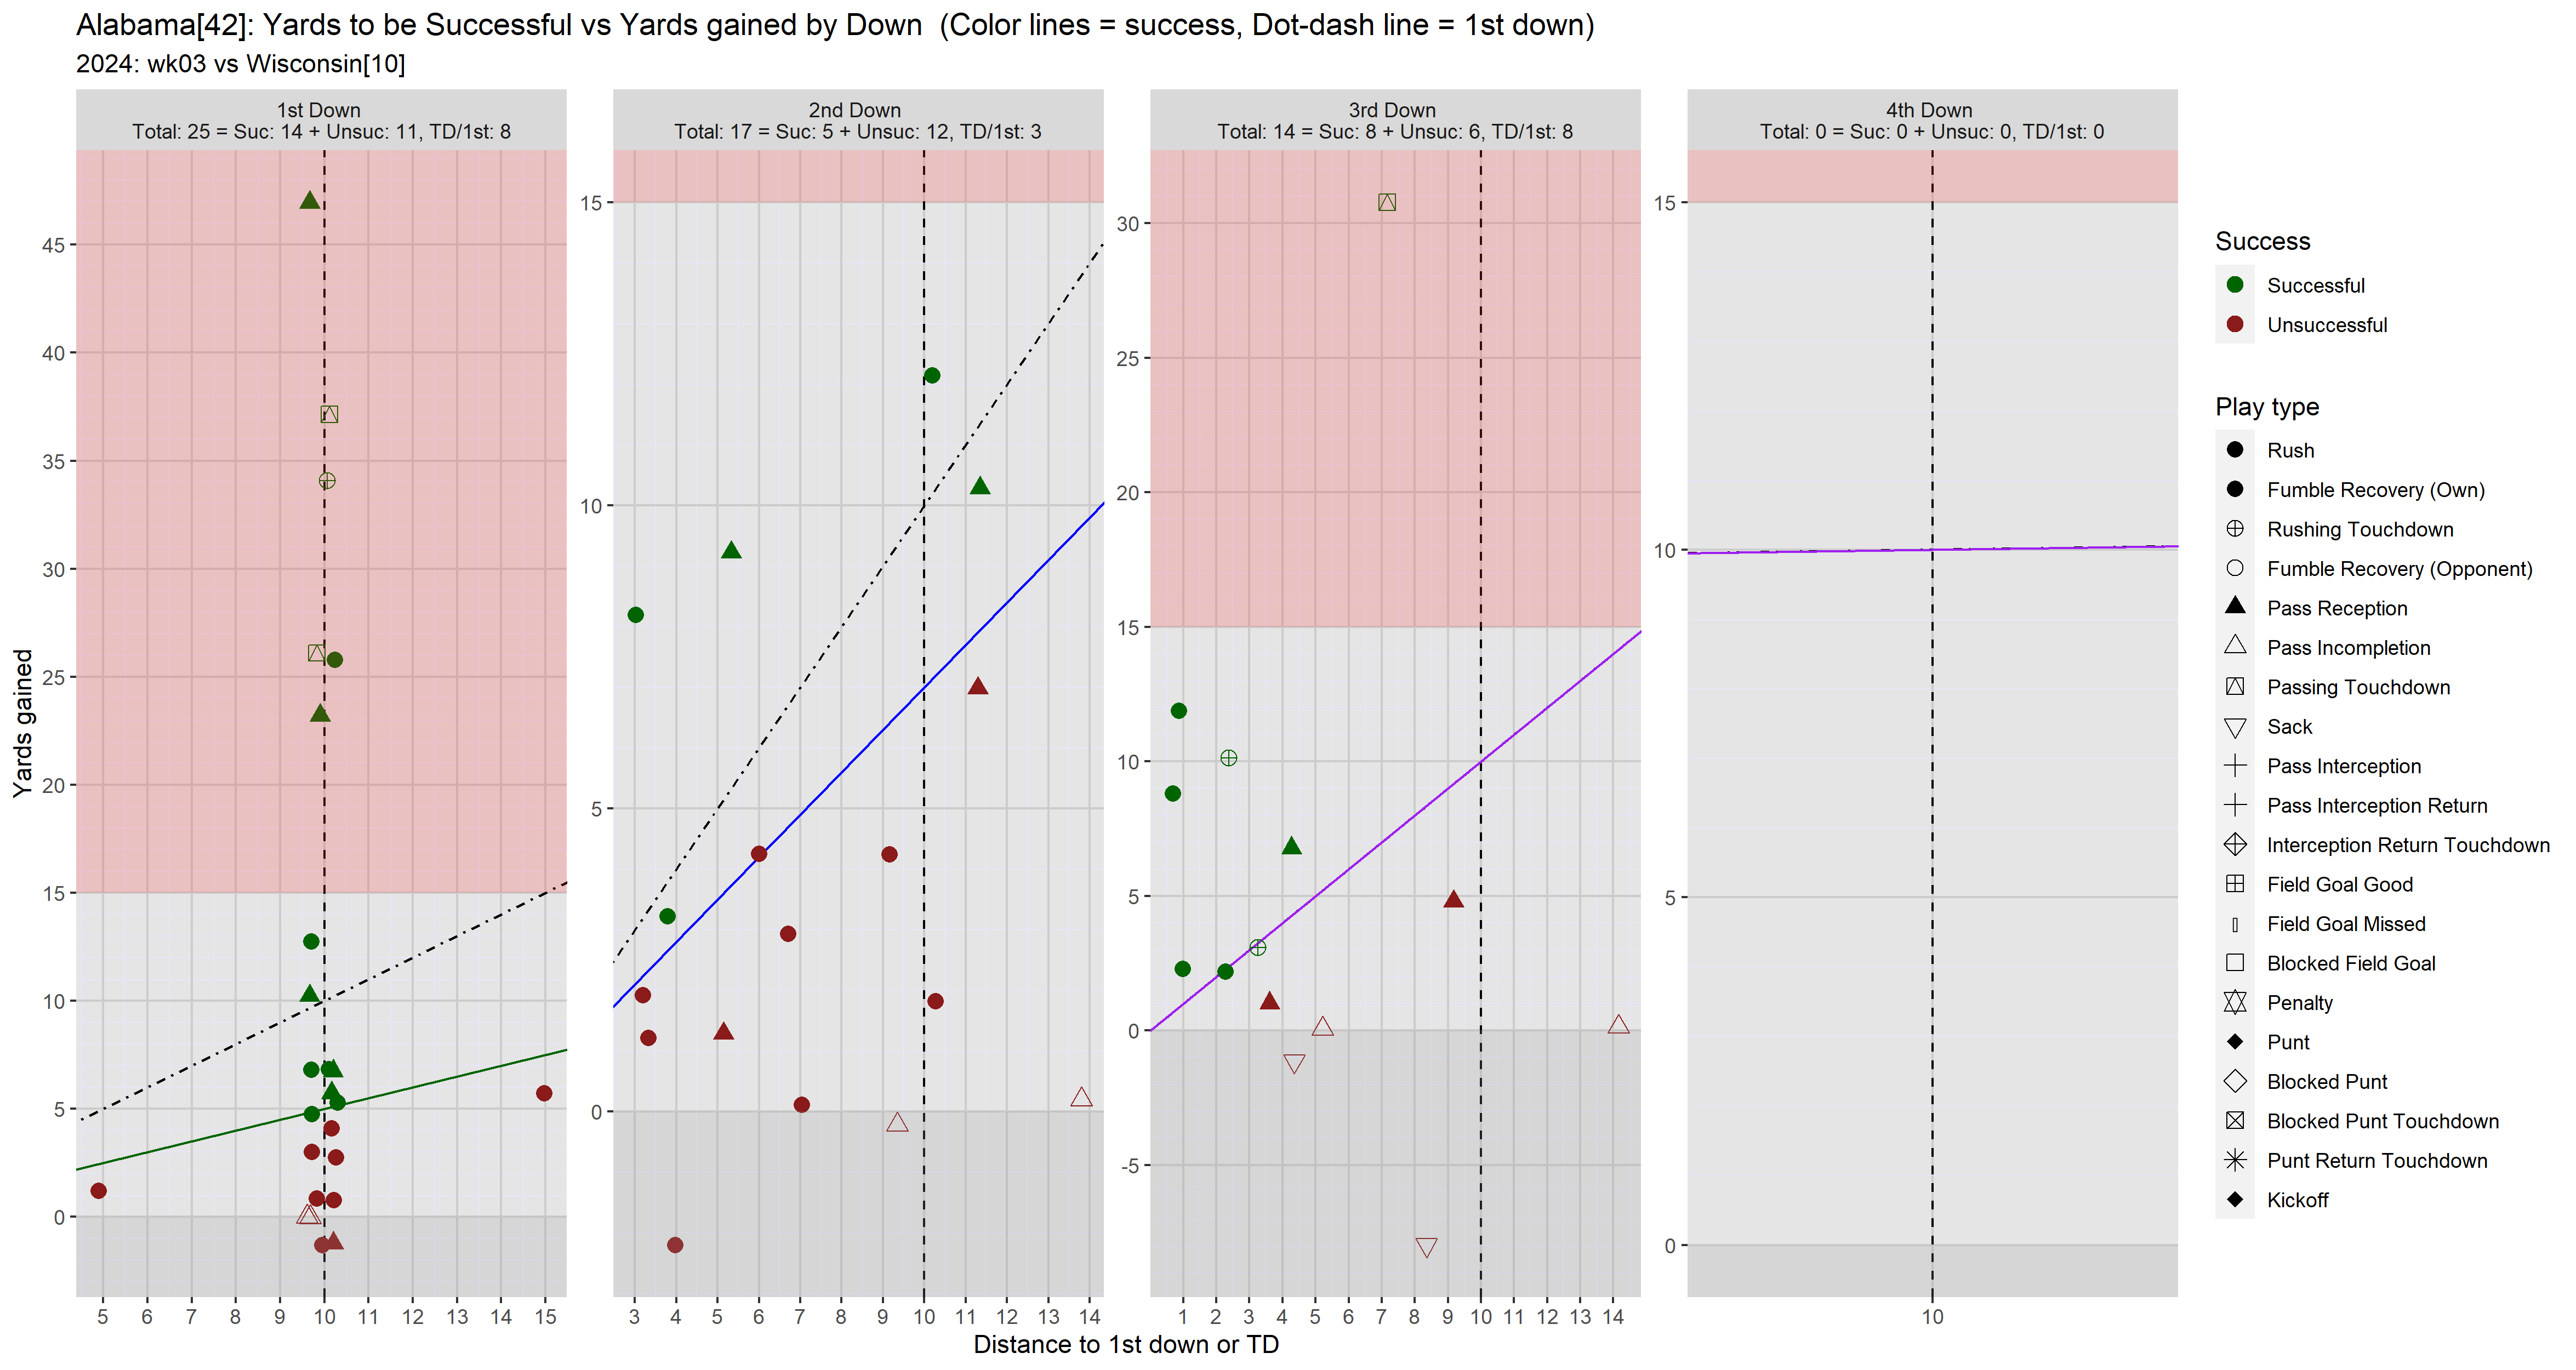 Alabama[42]: Yards to be Successful vs Yards gained by Down  (Color lines = success, Dot-dash line = 1st down)
2024: wk03 vs Wisconsin[10]
1st Down
Total: 25 = Suc: 14 + Unsuc: 11, TD/1st: 8
2nd Down
Total: 17 = Suc: 5 + Unsuc: 12, TD/1st: 3
3rd Down
Total: 14 = Suc: 8 + Unsuc: 6, TD/1st: 8
4th Down
Total: 0 = Suc: 0 + Unsuc: 0, TD/1st: 0
Yards gained
45
40
35
30
25
20
15
10
5
0
5 6 7 8 9 10 11 12 13 14 15
15
10
5
0
3 4 5 6 7 8 9 10 11 12 13 14
30
25
20
15
10
5
0
-5
1 2 3 4 5 6 7 8 9 10 11 12 13 14
15
10
5
0
10
Distance to 1st down or TD
Success
Successful
Unsuccessful
Play type
Rush
Fumble Recovery (Own)
Rushing Touchdown
Fumble Recovery (Opponent)
Pass Reception
Pass Incompletion
Passing Touchdown
Sack
Pass Interception
Pass Interception Return
Interception Return Touchdown
Field Goal Good
Field Goal Missed
Blocked Field Goal
Penalty
Punt
Blocked Punt
Blocked Punt Touchdown
Punt Return Touchdown
Kickoff